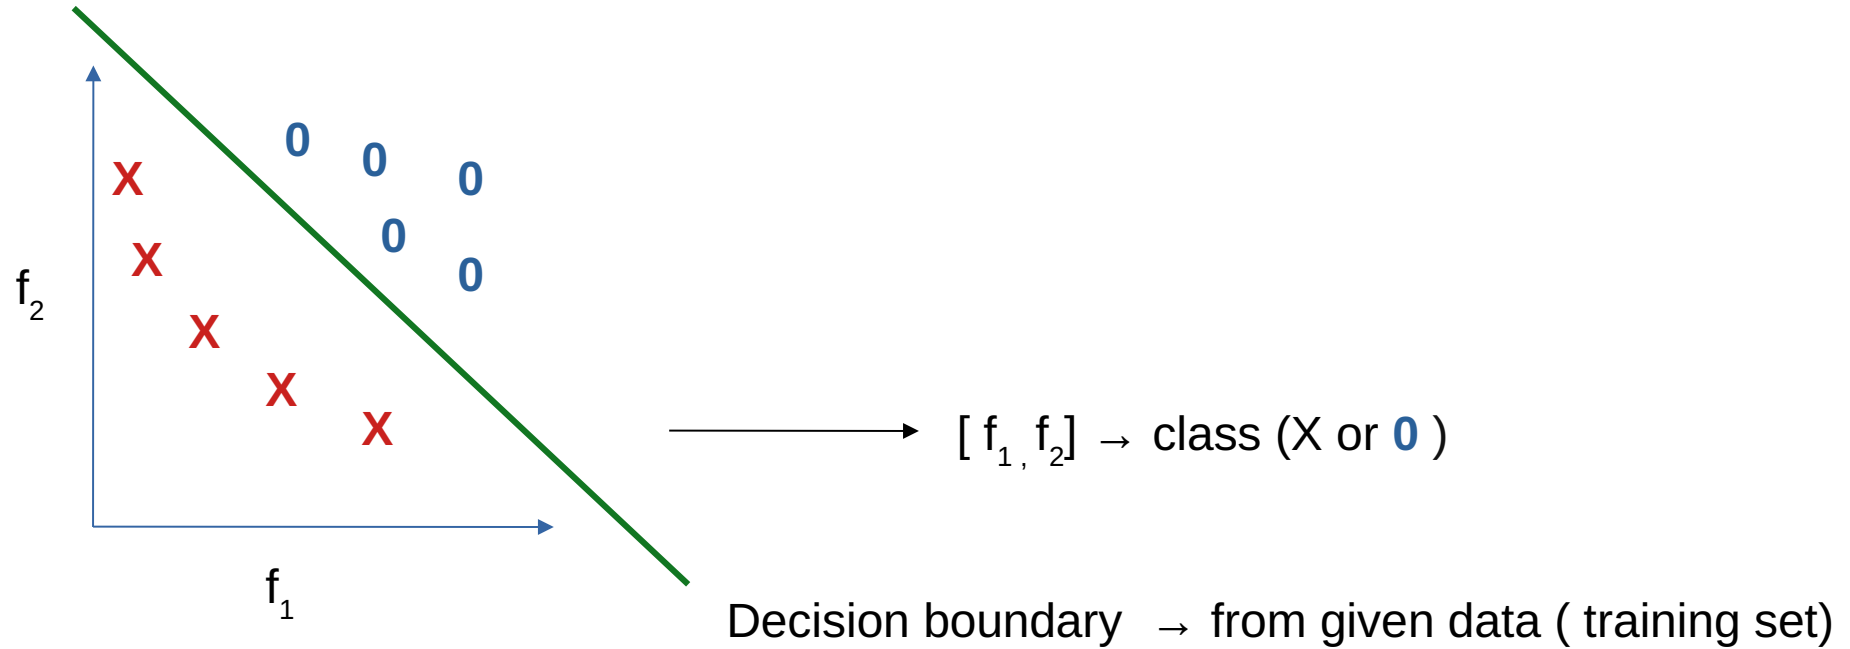 0
0
X
0
0
X
0
f2
X
X
X
[ f1 , f2] → class (X or 0 )
f1
Decision boundary → from given data ( training set)